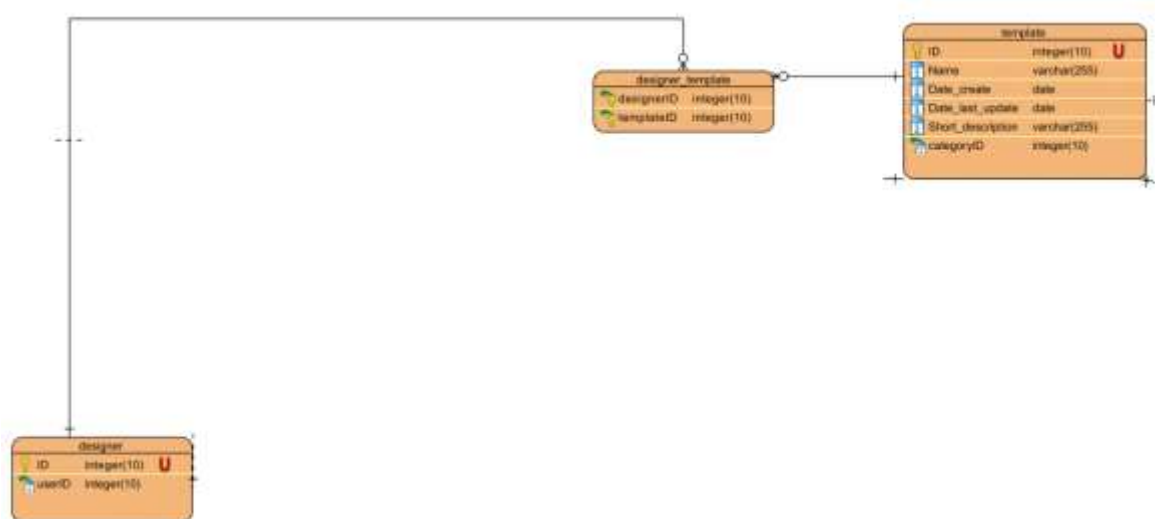 template
ID integer(10) U
Name varchar(255)
Date_create date
Date_last_update date
Short_description varchar(255)
categoryID integer(10)
designer_template
designerID integer(10)
templateID integer(10)
designer
ID integer(10) U
userID integer(10)